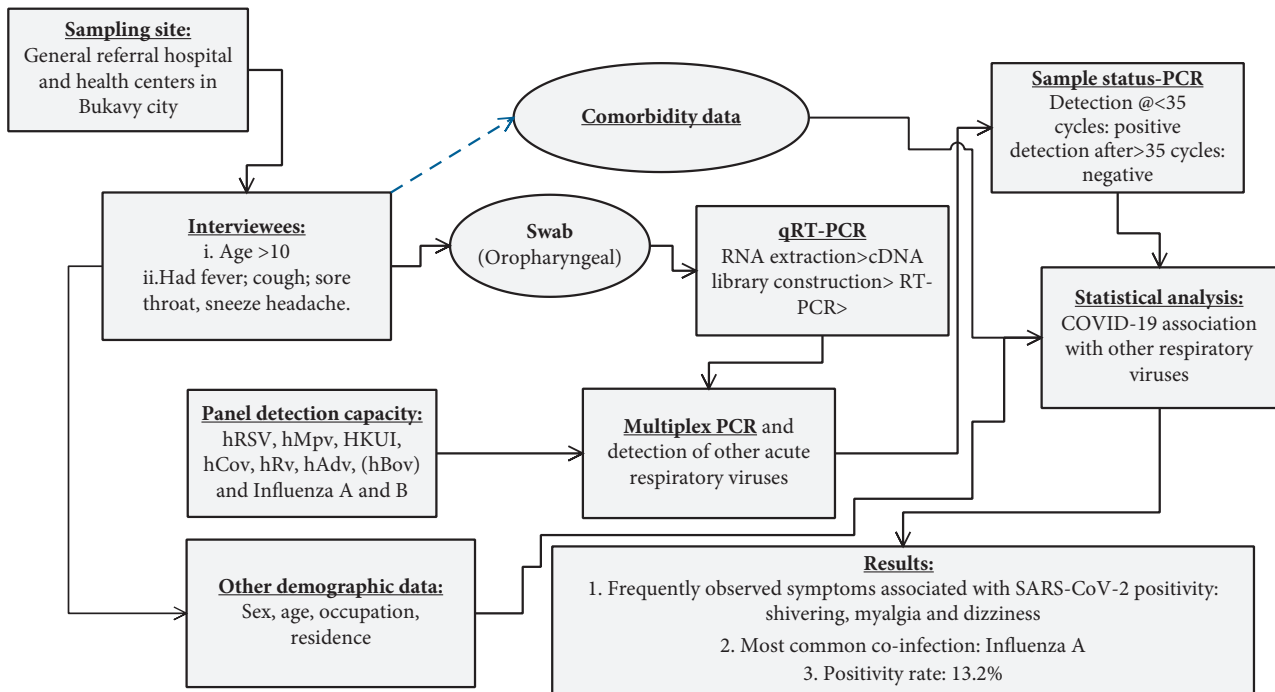 Sampling site:
General referral hospital
and health centers in
Bukavy city
Comorbidity data
Sample status-PCR
Detection @<35
cycles: positive
detection after>35 cycles:
negative
Interviewees:
i. Age >10
ii.Had fever; cough; sore
throat, sneeze headache.
Swab
(Oropharyngeal)
qRT-PCR
RNA extraction>cDNA
library construction> RT-
PCR>
Statistical analysis:
COVID-19 association
with other respiratory
viruses
Panel detection capacity:
hRSV, hMpv, HKUI,
hCov, hRv, hAdv, (hBov)
and Influenza A and B
Multiplex PCR and
detection of other acute
respiratory viruses
Other demographic data:
Sex, age, occupation,
residence
Results:
1. Frequently observed symptoms associated with SARS-CoV-2 positivity:
shivering, myalgia and dizziness
2. Most common co-infection: Influenza A
3. Positivity rate: 13.2%